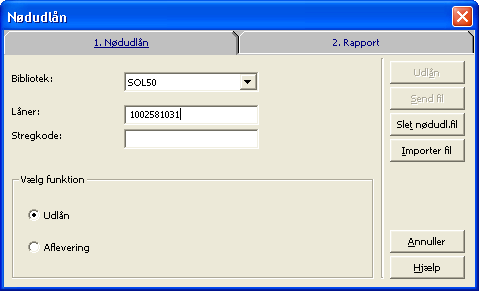 Nødudlån
1. Nødudlån
2. Rapport
Bibliotek:
SOL50
Låner:
1002581031
Stregkode:
Vælg funktion
Udlån
Aflevering
Udlån
Send fil
Slet nødudl.fil
Importer fil
Annuller
Hjælp